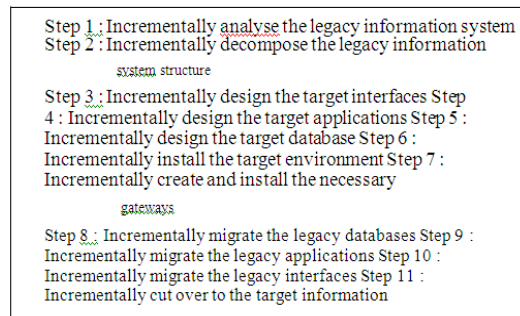 Step 1 : Incrementally analyse the legacy information system
Step 2 : Incrementally decompose the legacy information
system structure
Step 3 : Incrementally design the target interfaces Step
4 : Incrementally design the target applications Step 5 :
Incrementally design the target database Step 6 :
Incrementally install the target environment Step 7 :
Incrementally create and install the necessary
gateways
Step 8 : Incrementally migrate the legacy databases Step 9 :
Incrementally migrate the legacy applications Step 10 :
Incrementally migrate the legacy interfaces Step 11 :
Incrementally cut over to the target information